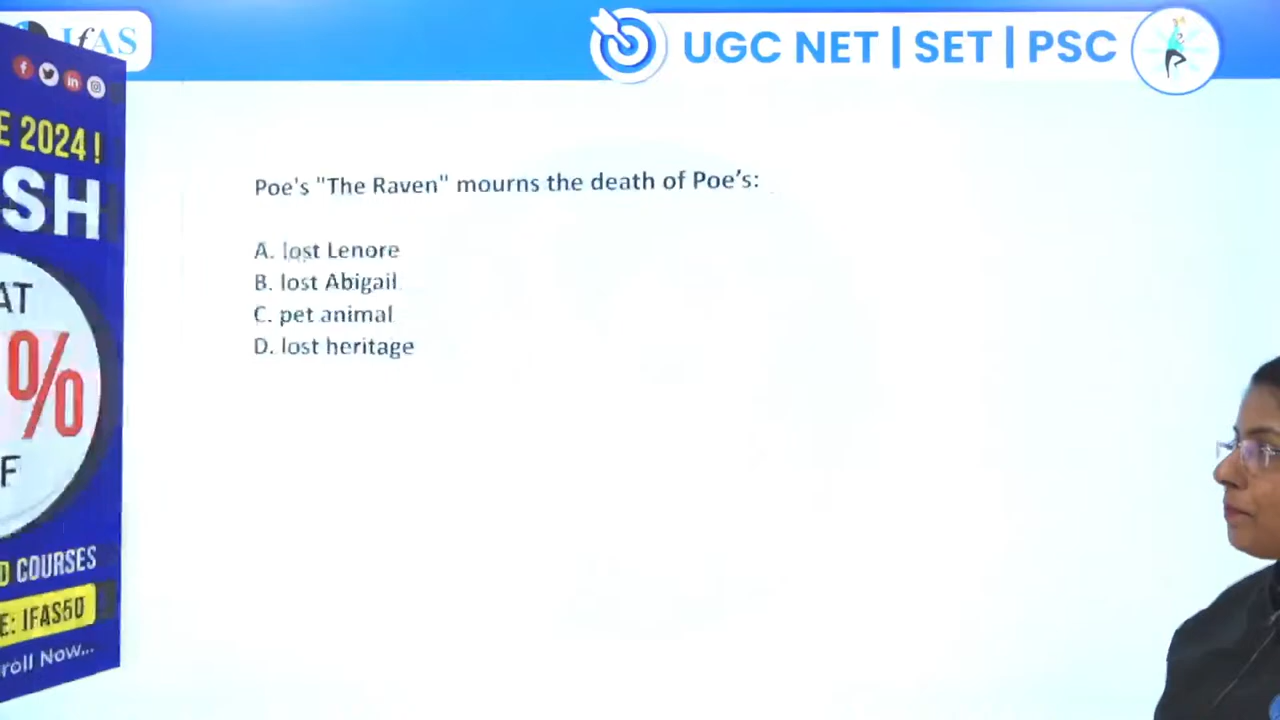 IfAS
UGC NET | SET | PSC
E 2024 !
SH
AT
%
F
D COURSES
E: IFAS50
roll Now...
Poe's "The Raven" mourns the death of Poe's:
A. lost Lenore
B. lost Abigail
C. pet animal
D. lost heritage